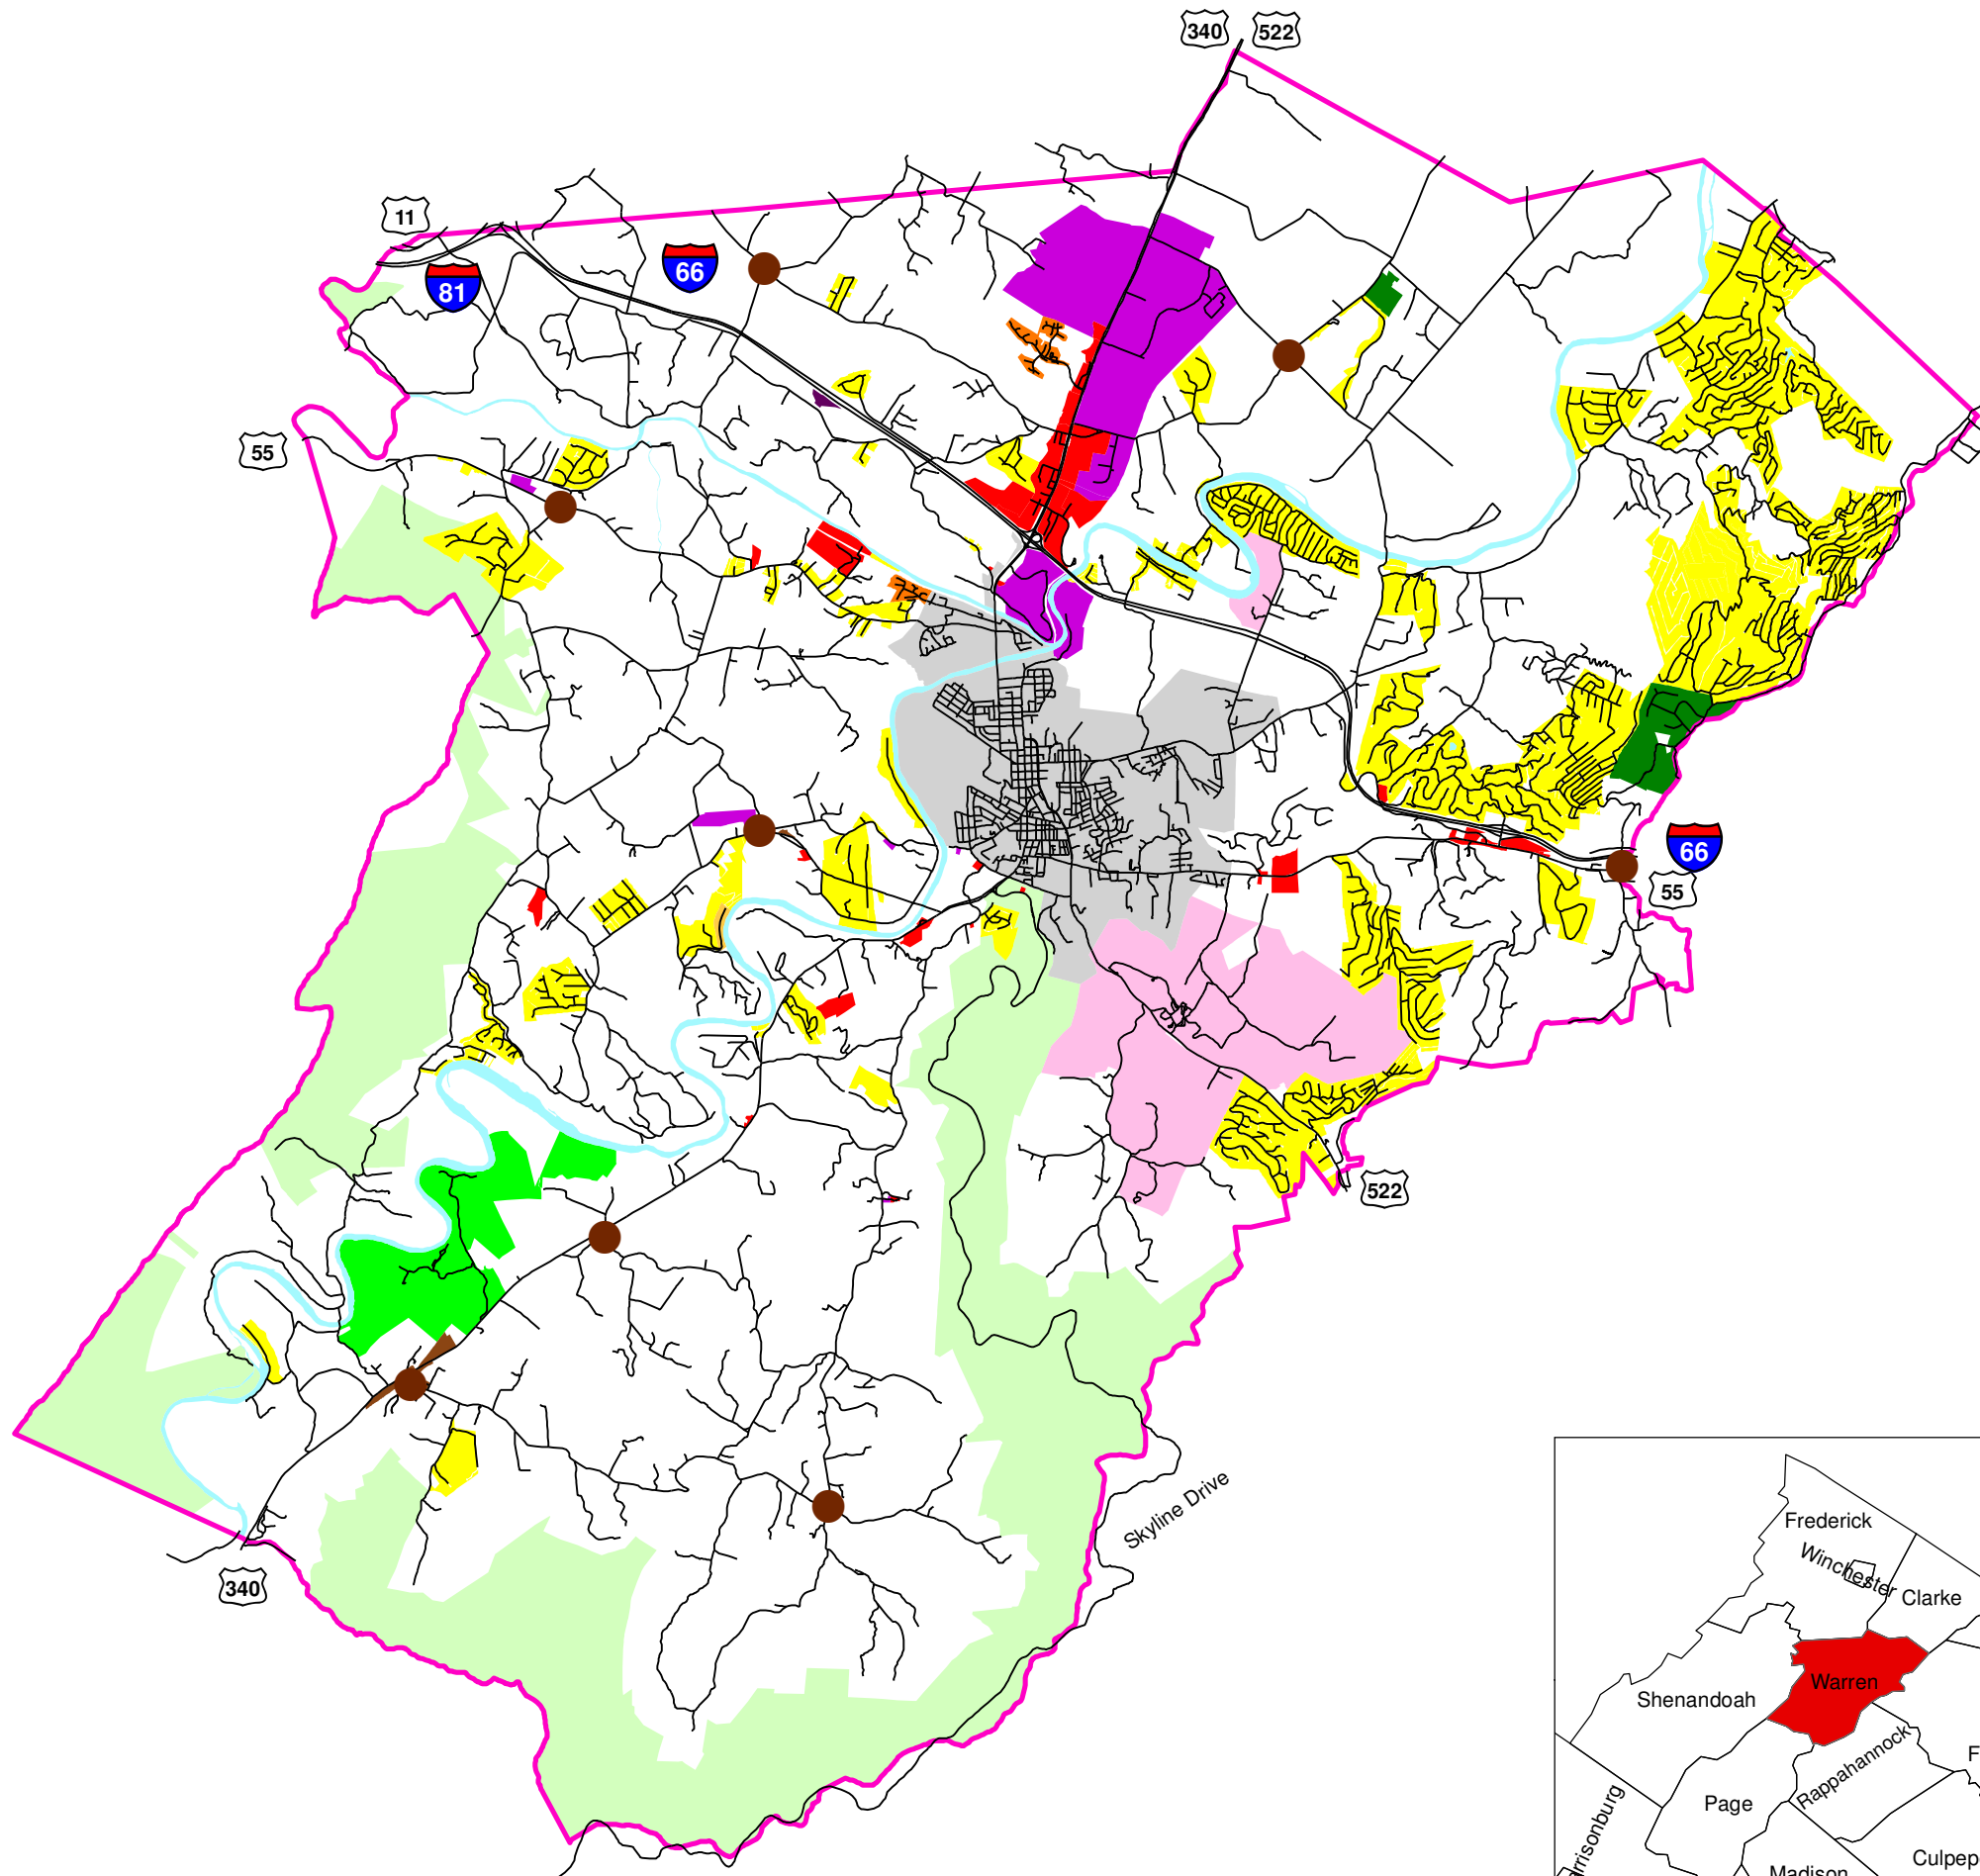 340
522
11
66
81
55
66
55
522
340
Skyline Drive
Frederick
Winchester
Clarke
Warren
Shenandoah
Rappahannock
F
Page
rrisonburg
Culpep
Madison